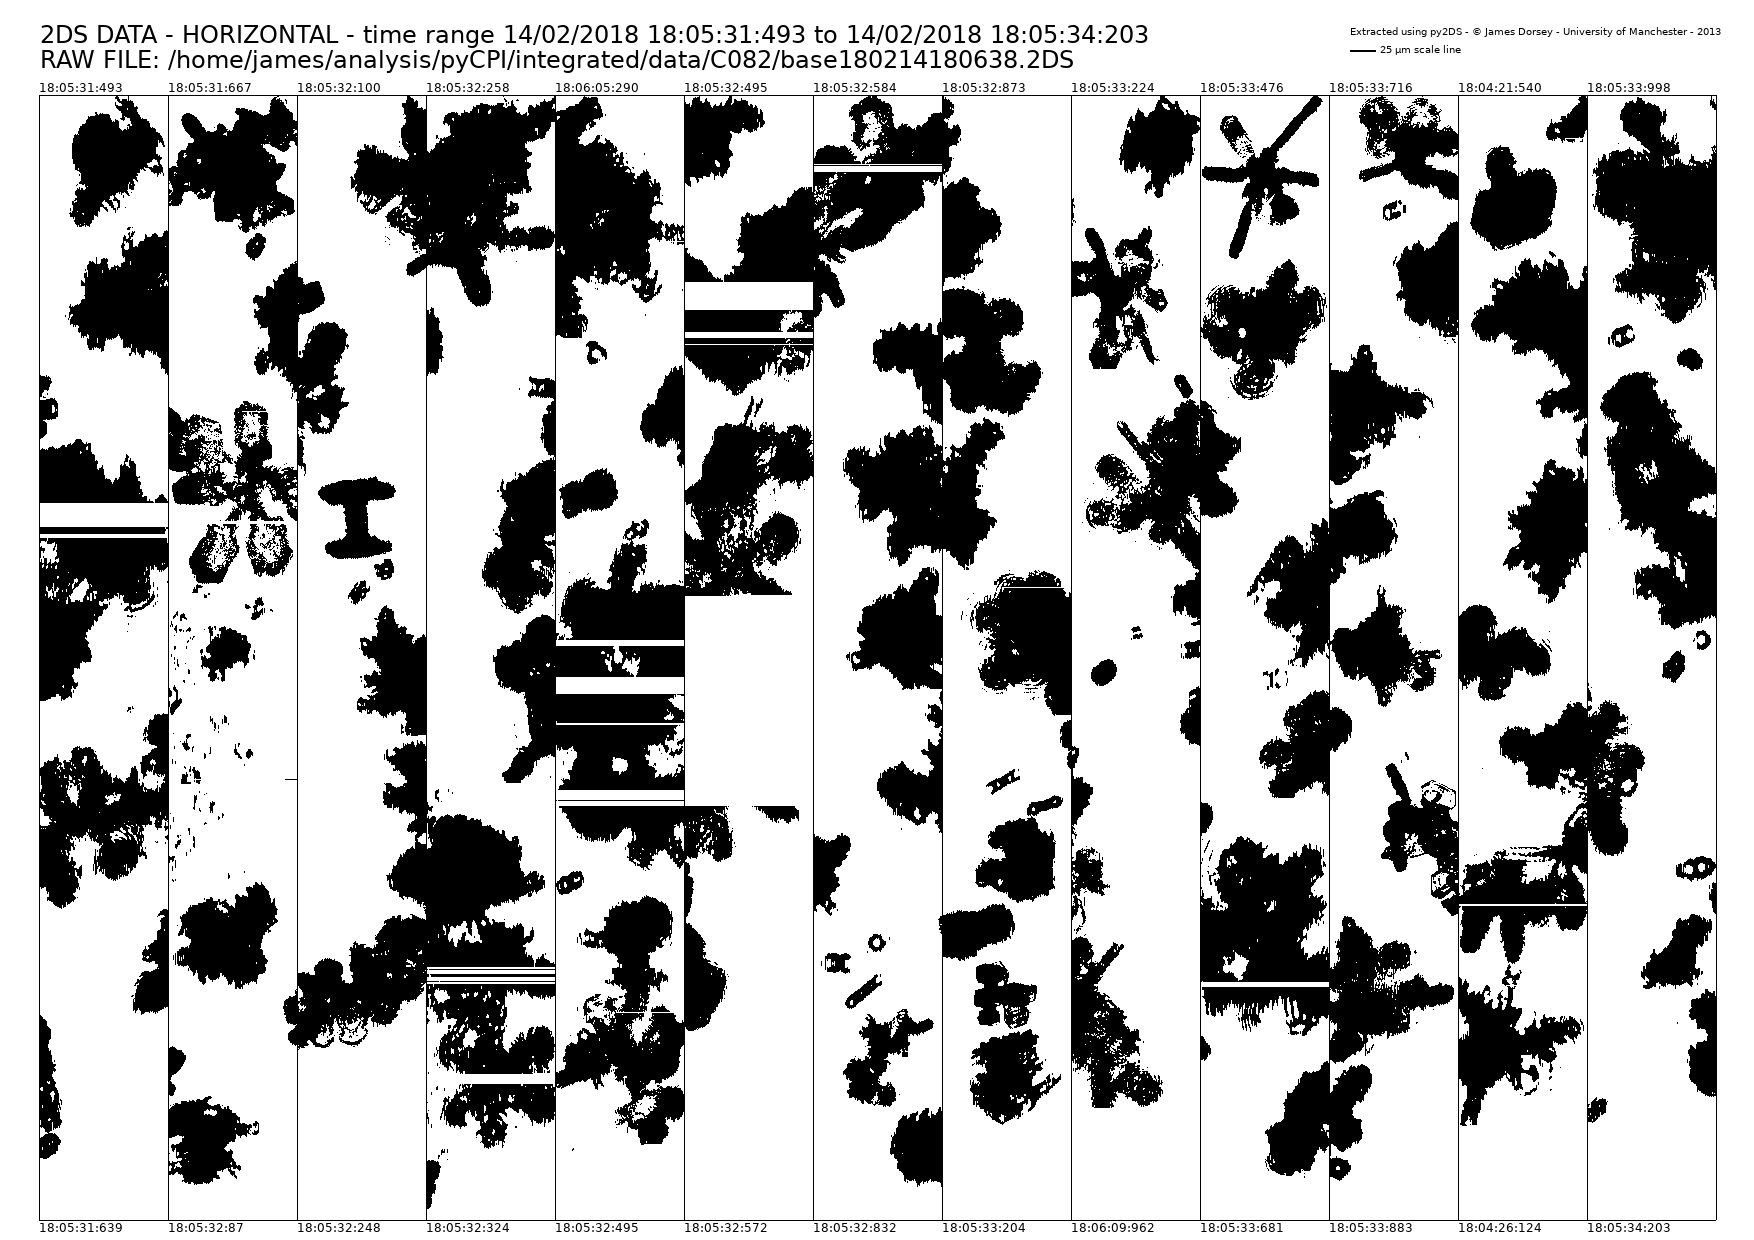 2DS DATA - HORIZONTAL - time range 14/02/2018 18:05:31:493 to 14/02/2018 18:05:34:203
RAW FILE: /home/james/analysis/pyCPI/integrated/data/C082/base180214180638.2DS
Extracted using py2DS - © James Dorsey - University of Manchester - 2013
25 µm scale line
18:05:31:493 18:05:31:667 18:05:32:100 18:05:32:258 18:06:05:290 18:05:32:495 18:05:32:584 18:05:32:873 18:05:33:224 18:05:33:476 18:05:33:716 18:04:21:540 18:05:33:998
18:05:31:639 18:05:32:87 18:05:32:248 18:05:32:324 18:05:32:495 18:05:32:572 18:05:32:832 18:05:33:204 18:06:09:962 18:05:33:681 18:05:33:883 18:04:26:124 18:05:34:203